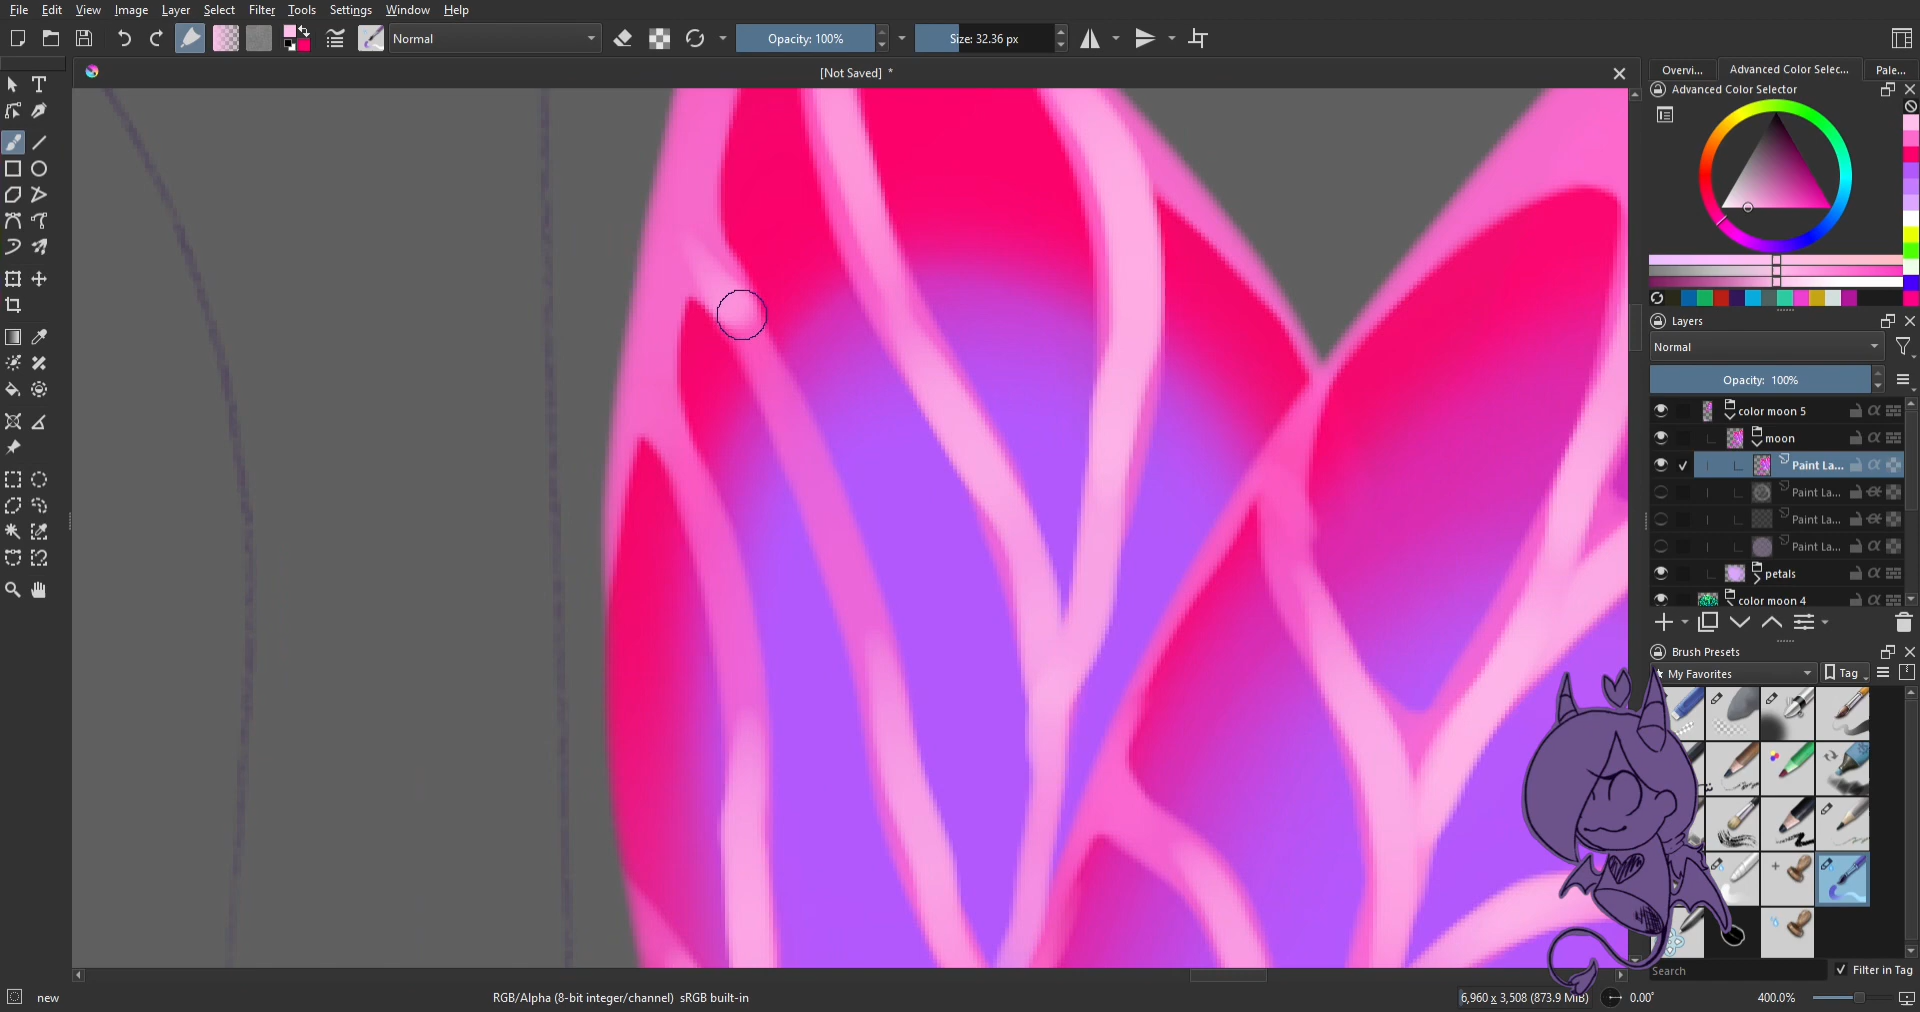 File Edit View Image Layer Select Filter Tools Settings Window Help
Normal
Opacity: 100%
Size: 32.36 px
[Not Saved] *
Overvi...
Advanced Color Selec...
Pale...
Advanced Color Selector
Layers
Normal
Opacity: 100%
color moon 5
moon
Paint La...
Paint La...
Paint La...
Paint La...
petals
color moon 4
Brush Presets
My Favorites
Tag
Search
Filter in Tag
new
RGB/Alpha (8-bit integer/channel) sRGB built-in
6,960 x 3,508 (873.9 MiB)
0.00°
400.0%